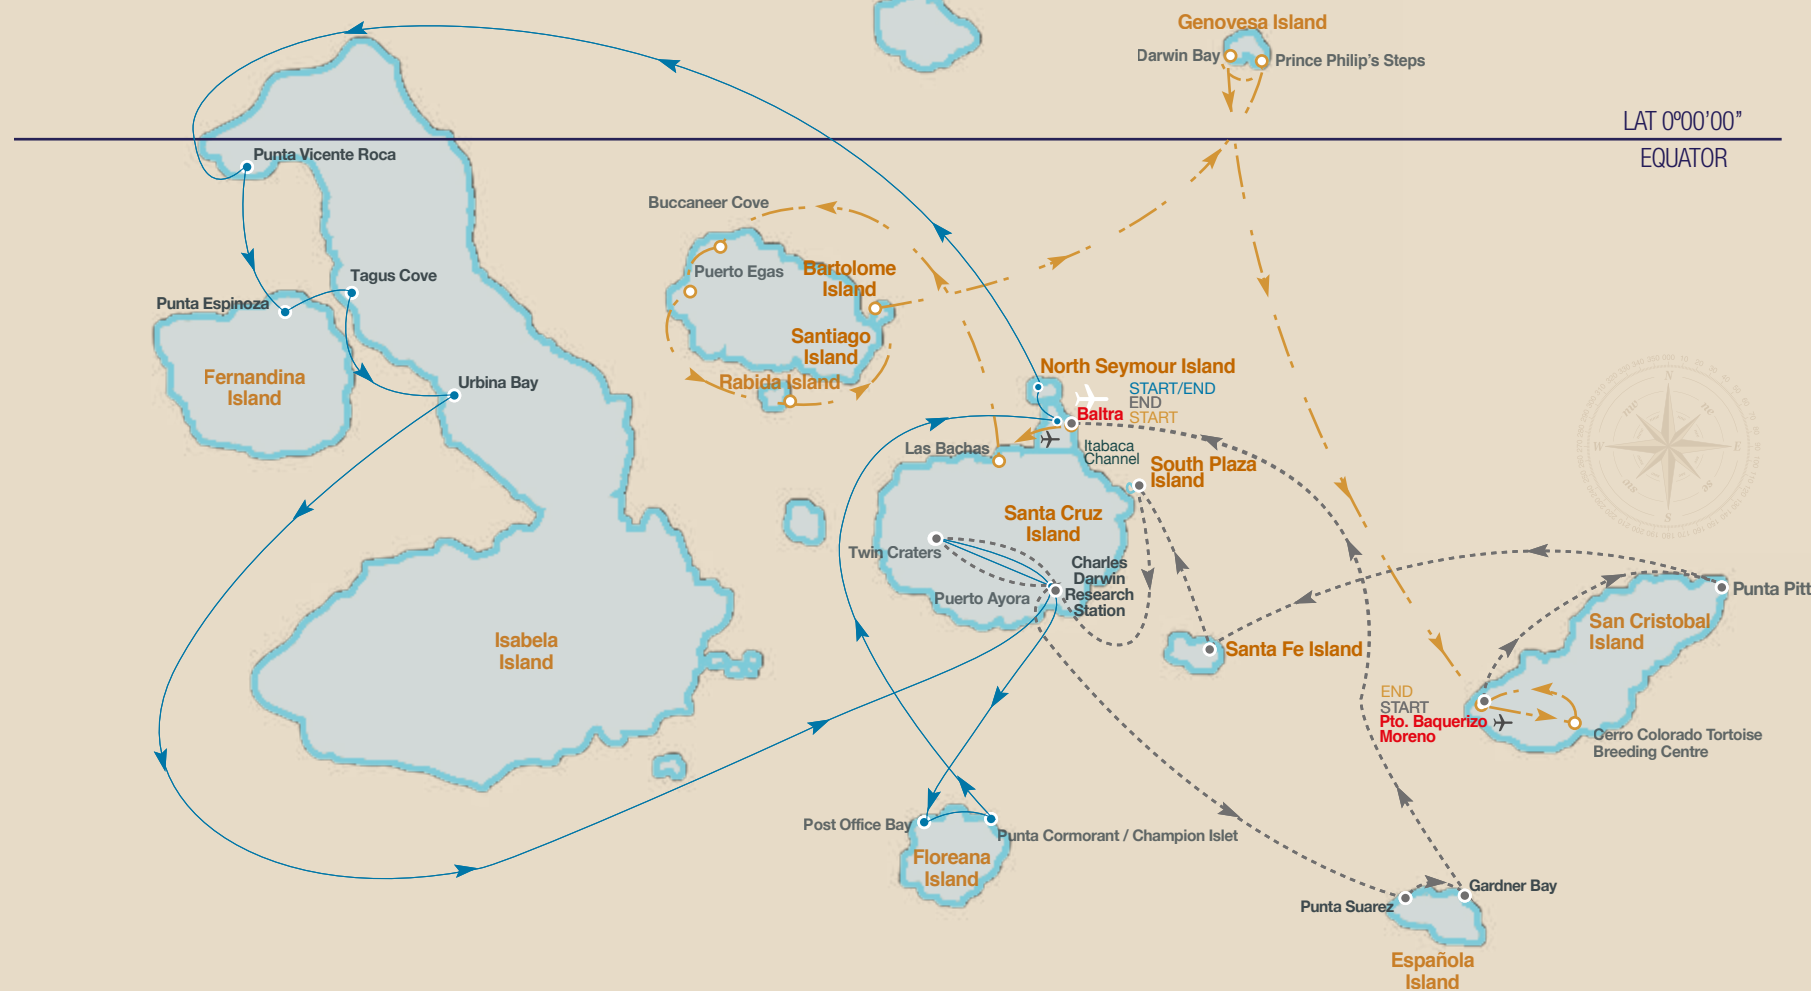 Genovesa Island
Darwin Bay
Prince Philip's Steps
LAT 0º00'00"
EQUATOR
Punta Vicente Roca
Buccaneer Cove
Puerto Egas
Bartolome
Island
Tagus Cove
Punta Espinoza
Santiago
Island
Fernandina
Island
Urbina Bay
Rabida Island
North Seymour Island
START/END
END
START
Baltra
Itabaca
Channel
Las Bachas
South Plaza
Island
Santa Cruz
Island
Twin Craters
Charles
Darwin
Research
Station
Puerto Ayora
Punta Pitt
San Cristobal
Island
Santa Fe Island
Isabela
Island
END
START
Pto. Baquerizo
Moreno
Cerro Colorado Tortoise
Breeding Centre
Post Office Bay
Punta Cormorant / Champion Islet
Floreana
Island
Gardner Bay
Punta Suarez
Española
Island
N
ne
E
se
S
sw
W
nw